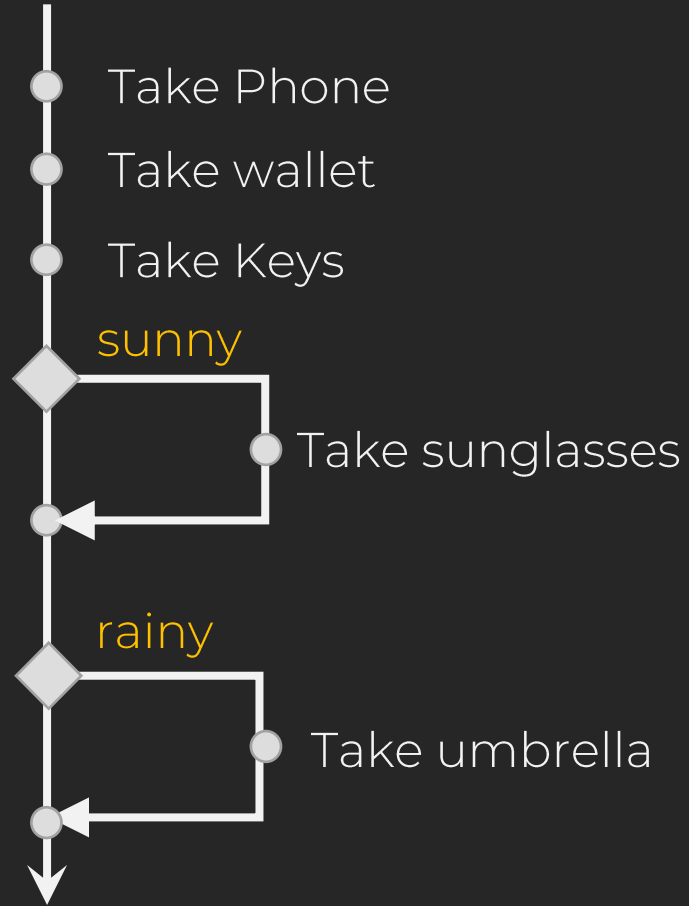 Take Phone
Take wallet
Take Keys
sunny
Take sunglasses
rainy
Take umbrella